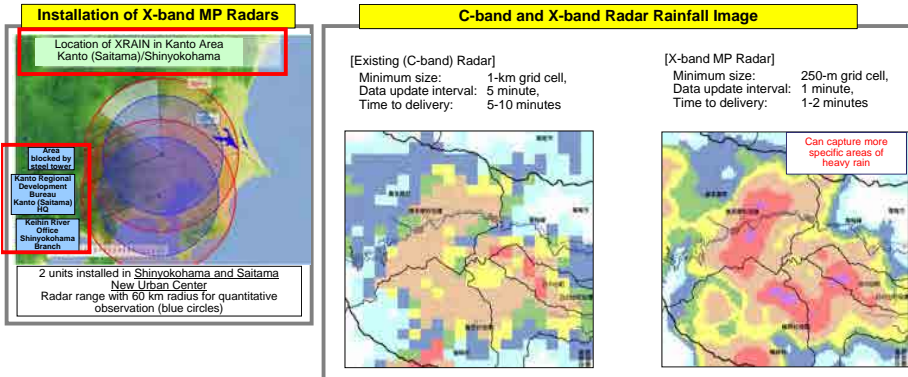 Installation of X-band MP Radars
Location of XRAIN in Kanto Area
Kanto (Saitama)/Shinyokohama
Area
blocked by
steel tower
Kanto Regional
Development
Bureau
Kanto (Saitama)
HQ
Keihin River
Office
Shinyokohama
Branch
2 units installed in Shinyokohama and Saitama
New Urban Center
Radar range with 60 km radius for quantitative
observation (blue circles)
C-band and X-band Radar Rainfall Image
[Existing (C-band) Radar]
Minimum size: 1-km grid cell,
Data update interval: 5 minute,
Time to delivery: 5-10 minutes
[X-band MP Radar]
Minimum size: 250-m grid cell,
Data update interval: 1 minute,
Time to delivery: 1-2 minutes
Can capture more
specific areas of
heavy rain